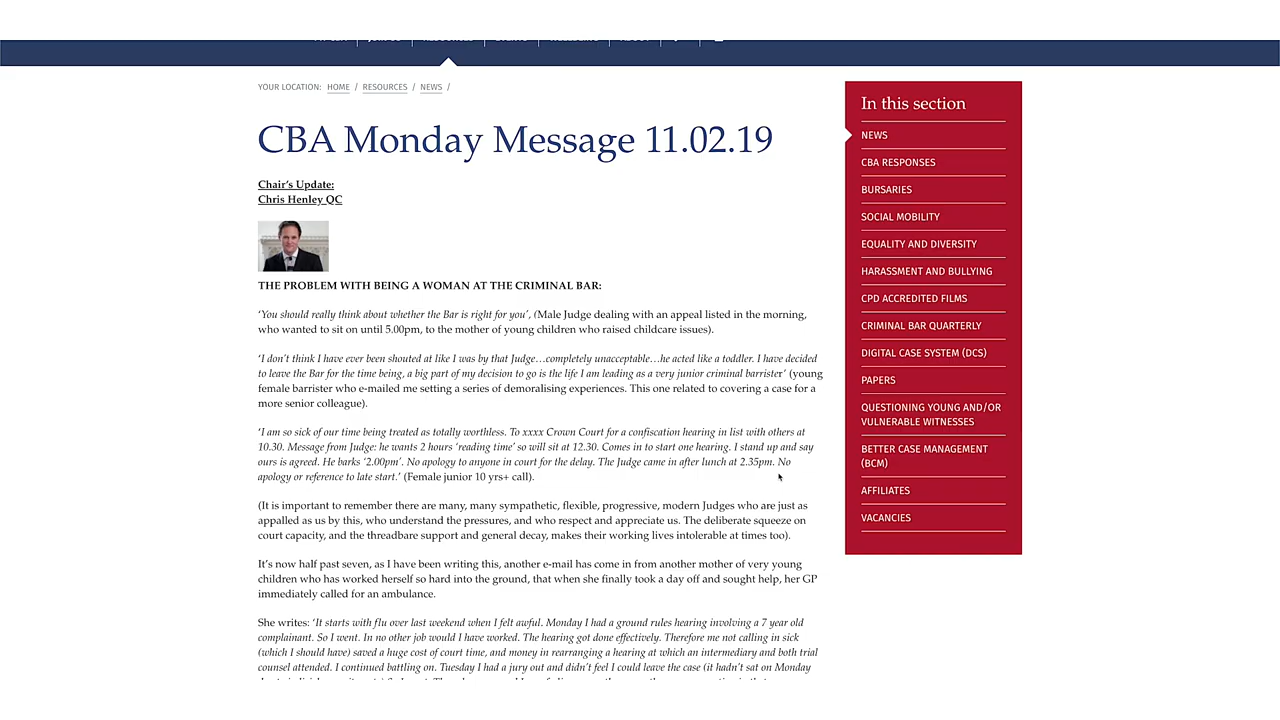 YOUR LOCATION: HOME / RESOURCES / NEWS /
CBA Monday Message 11.02.19
Chair's Update:
Chris Henley QC
THE PROBLEM WITH BEING A WOMAN AT THE CRIMINAL BAR:
'You should really think about whether the Bar is right for you', (Male Judge dealing with an appeal listed in the morning,
who wanted to sit on until 5.00pm, to the mother of young children who raised childcare issues).
'I don't think I have ever been shouted at like I was by that Judge…completely unacceptable…he acted like a toddler. I have decided
to leave the Bar for the time being, a big part of my decision to go is the life I am leading as a very junior criminal barrister' (young
female barrister who e-mailed me setting a series of demoralising experiences. This one related to covering a case for a
more senior colleague).
'I am so sick of our time being treated as totally worthless. To xxxx Crown Court for a confiscation hearing in list with others at
10.30. Message from Judge: he wants 2 hours 'reading time' so will sit at 12.30. Comes in to start one hearing. I stand up and say
ours is agreed. He barks '2.00pm'. No apology to anyone in court for the delay. The Judge came in after lunch at 2.35pm. No
apology or reference to late start.' (Female junior 10 yrs+ call).
(It is important to remember there are many, many sympathetic, flexible, progressive, modern Judges who are just as
appalled as us by this, who understand the pressures, and who respect and appreciate us. The deliberate squeeze on
court capacity, and the threadbare support and general decay, makes their working lives intolerable at times too).
It's now half past seven, as I have been writing this, another e-mail has come in from another mother of very young
children who has worked herself so hard into the ground, that when she finally took a day off and sought help, her GP
immediately called for an ambulance.
She writes: 'It starts with flu over last weekend when I felt awful. Monday I had a ground rules hearing involving a 7 year old
complainant. So I went. In no other job would I have worked. The hearing got done effectively. Therefore me not calling in sick
(which I should have) saved a huge cost of court time, and money in rearranging a hearing at which an intermediary and both trial
counsel attended. I continued battling on. Tuesday I had a jury out and didn't feel I could leave the case (it hadn't sat on Monday
In this section
NEWS
CBA RESPONSES
BURSARIES
SOCIAL MOBILITY
EQUALITY AND DIVERSITY
HARASSMENT AND BULLYING
CPD ACCREDITED FILMS
CRIMINAL BAR QUARTERLY
DIGITAL CASE SYSTEM (DCS)
PAPERS
QUESTIONING YOUNG AND/OR
VULNERABLE WITNESSES
BETTER CASE MANAGEMENT
(BCM)
AFFILIATES
VACANCIES